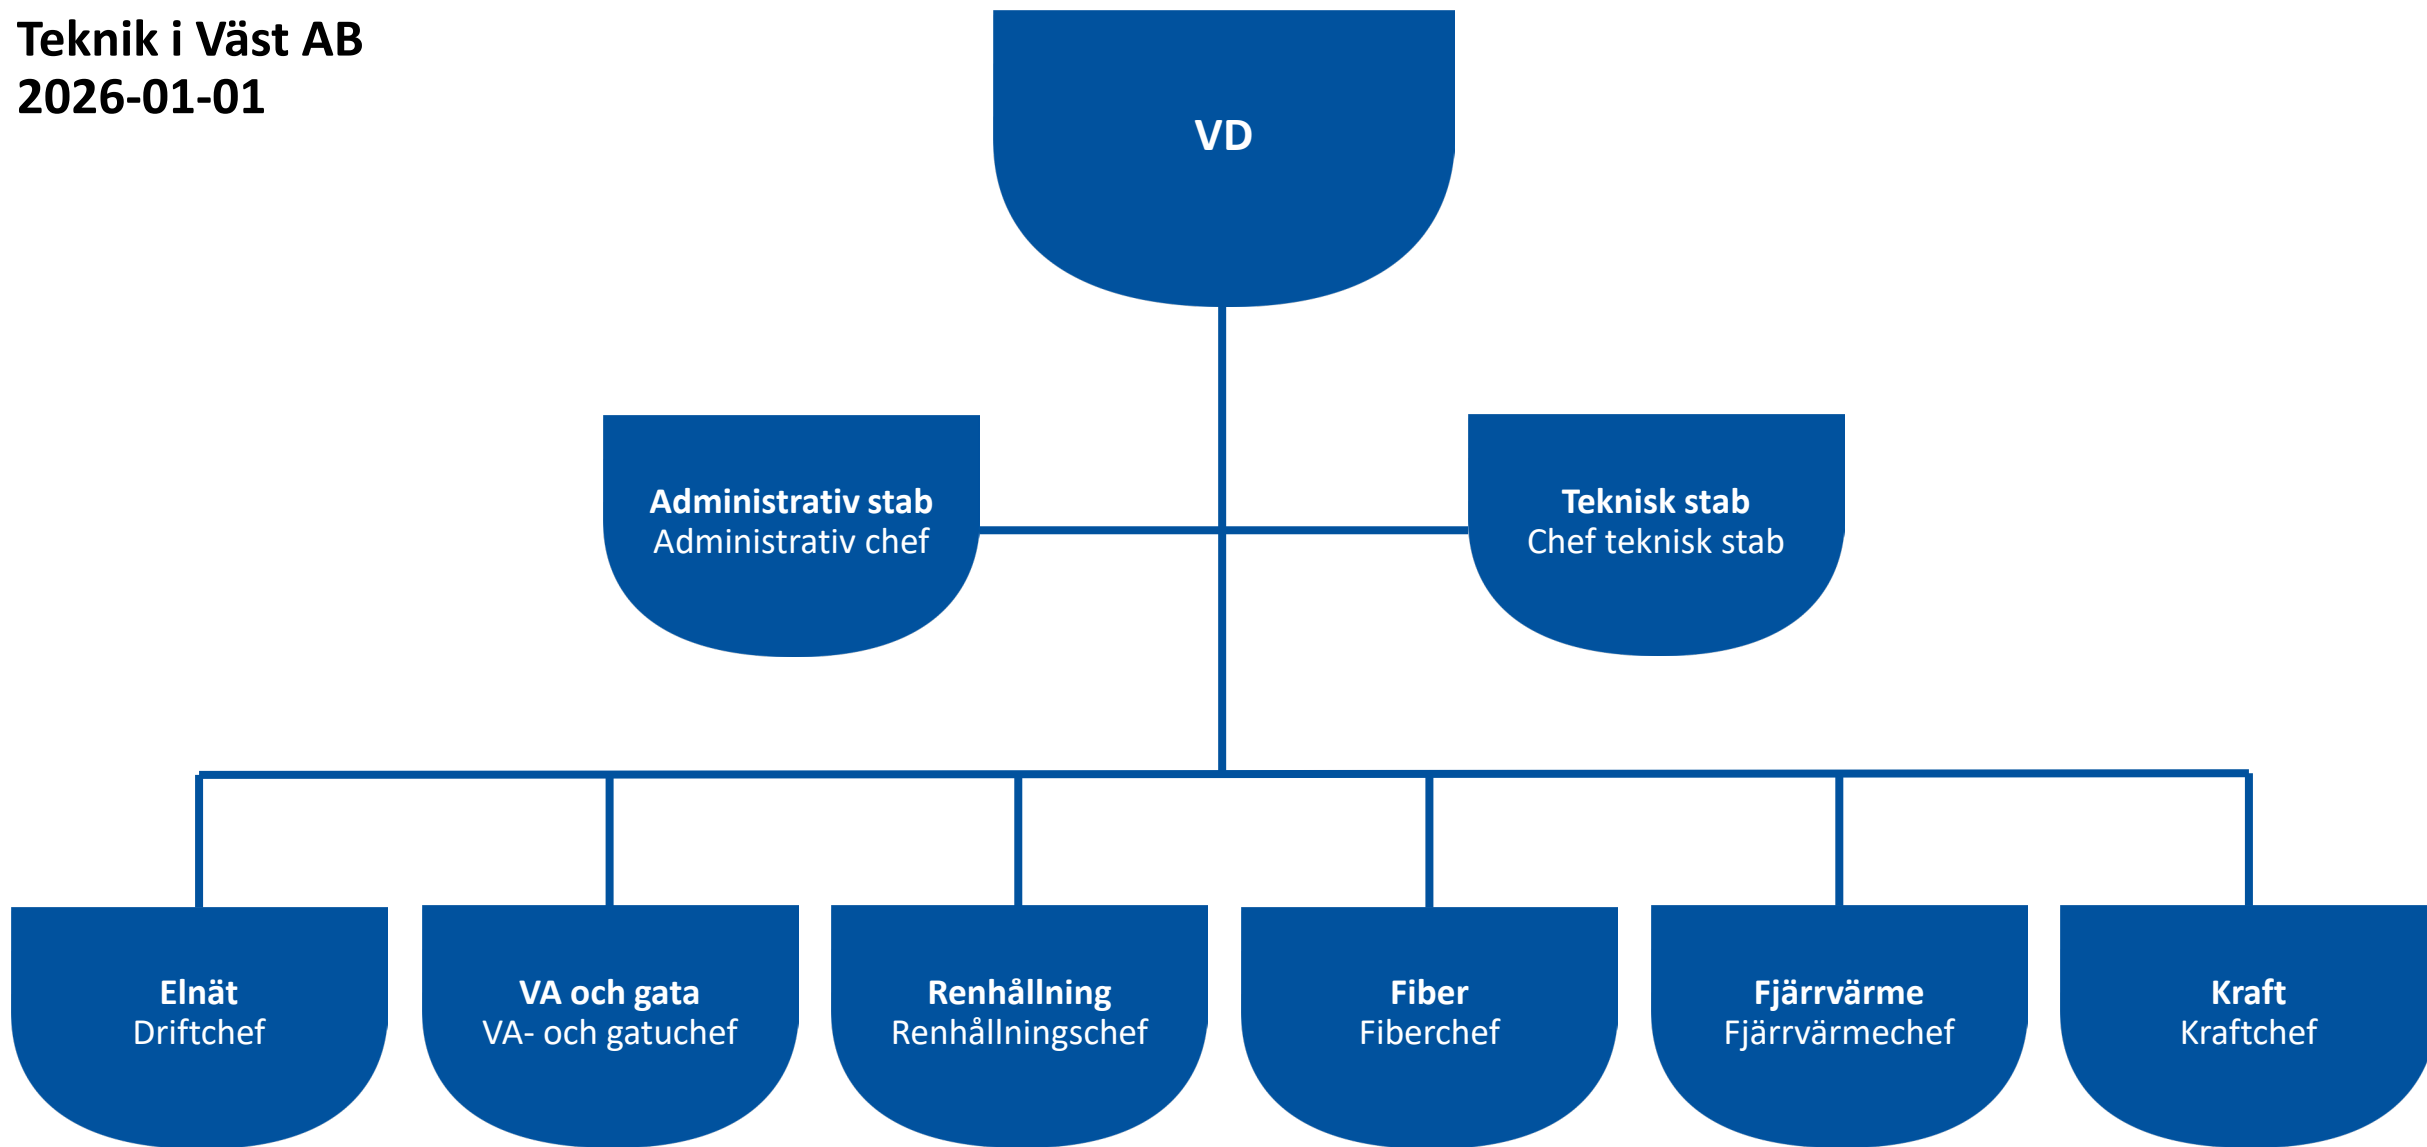 Teknik i Väst AB
2026-01-01
VD
Administrativ stab
Administrativ chef
Teknisk stab
Chef teknisk stab
Elnät
Driftchef
VA och gata
VA- och gatuchef
Renhållning
Renhållningschef
Fiber
Fiberchef
Fjärrvärme
Fjärrvärmechef
Kraft
Kraftchef